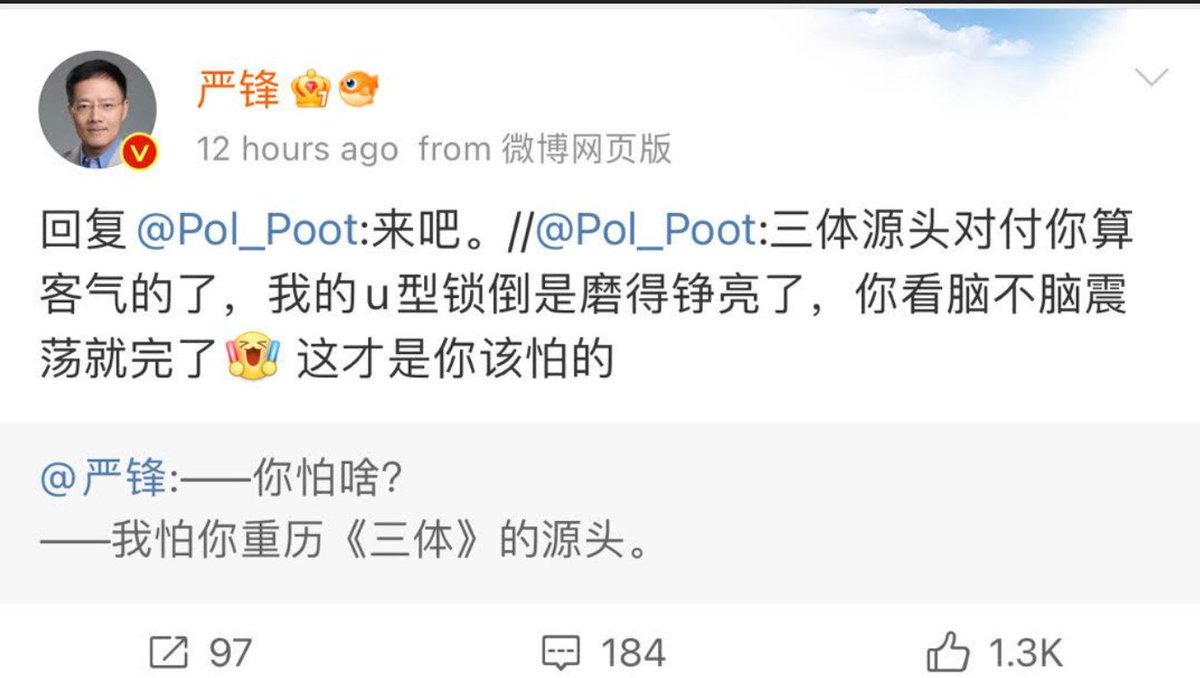 严锋
12 hours ago from 微博网页版
回复 @Pol_Poot:来吧。//@Pol_Poot:三体源头对付你算
客气的了，我的u型锁倒是磨得铮亮了，你看脑不脑震
荡就完了 这才是你该怕的
@严锋:——你怕啥？
——我怕你重历《三体》的源头。
97 184 1.3K